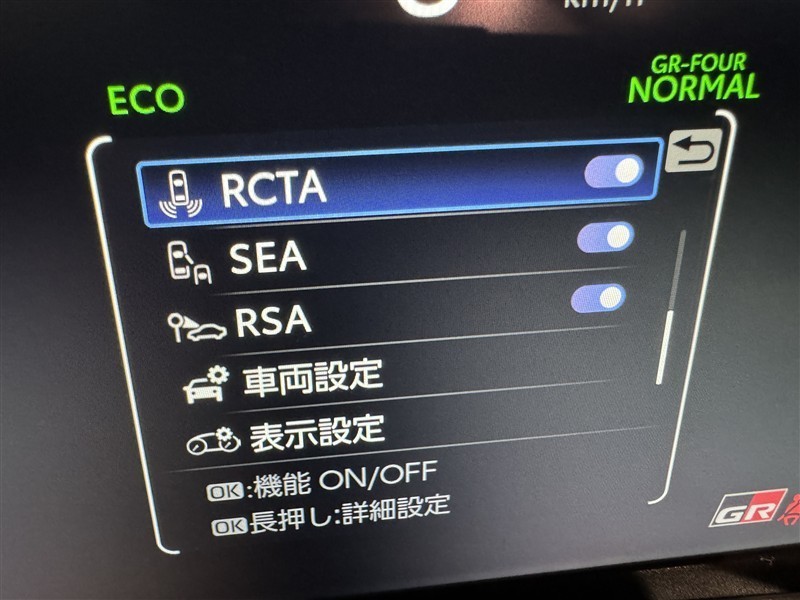 km/h
GR-FOUR
ECO
NORMAL
RCTA
SEA
RSA
車両設定
表示設定
OK:機能 ON/OFF
OK長押し:詳細設定
GR